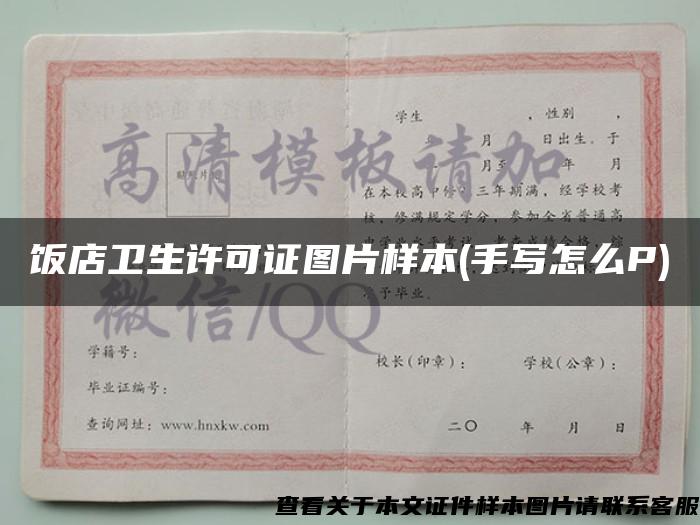 学生 ，性别 ，
月 日出生。于
高清模板请加
贴照片处
月至 年 月
在本校高中修 三年期满，经学校考
核，修满规定学分，参加全省普通高
饭店卫生许可证图片样本(手写怎么P)
予毕业。
微信/QQ
学籍号：
校长(印章)： 学校(公章)：
毕业证编号：
查询网址：www.hnxkw.com
二〇 年 月 日
查看关于本文证件样本图片请联系客服